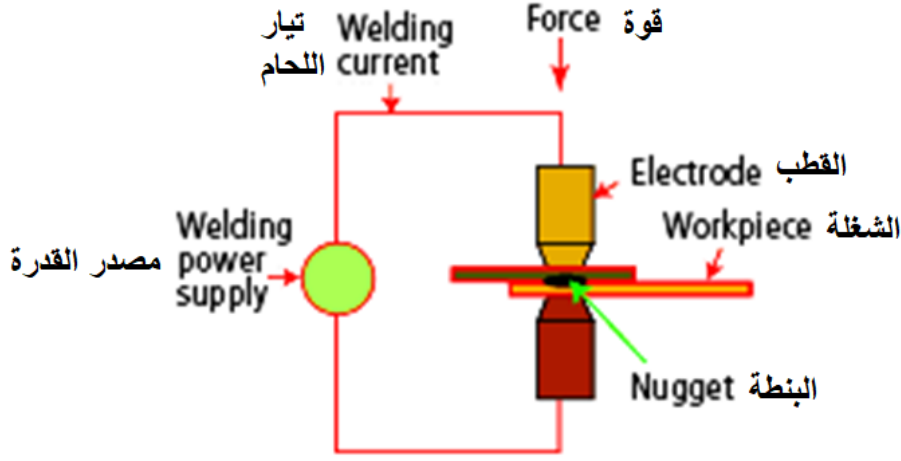 تيار
اللحام
Welding
current
Force قوة
Electrode القطب
Workpiece الشغلة
Welding
power
supply
مصدر القدرة
Nugget البنطة